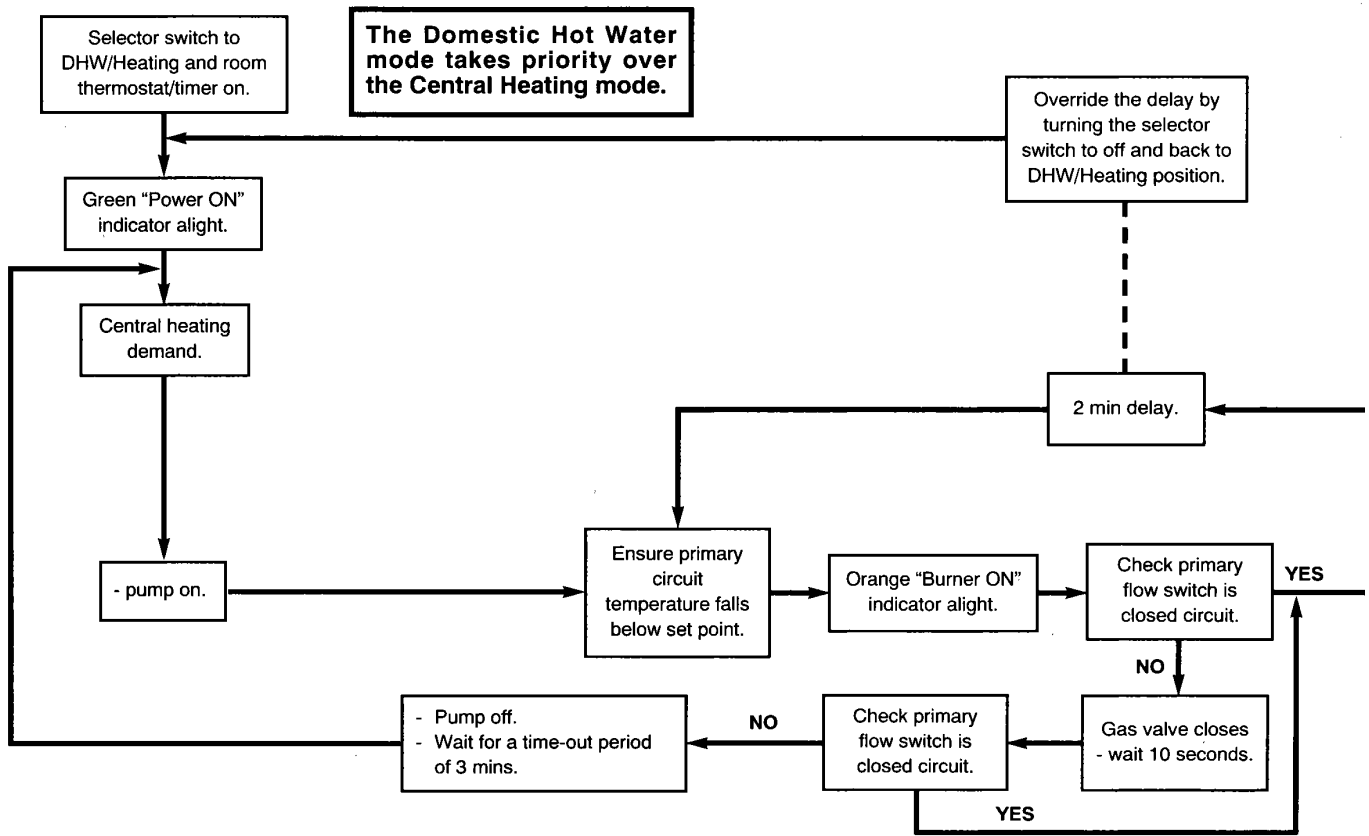 Selector switch to
DHW/Heating and room
thermostat/timer on.
The Domestic Hot Water
mode takes priority over
the Central Heating mode.
Override the delay by
turning the selector
switch to off and back to
DHW/Heating position.
Green “Power ON”
indicator alight.
Central heating
demand.
2 min delay.
- pump on.
Ensure primary
circuit
temperature falls
below set point.
Orange “Burner ON”
indicator alight.
Check primary
flow switch is
closed circuit.
YES
NO
- Pump off.
- Wait for a time-out period
of 3 mins.
NO
Check primary
flow switch is
closed circuit.
Gas valve closes
- wait 10 seconds.
YES